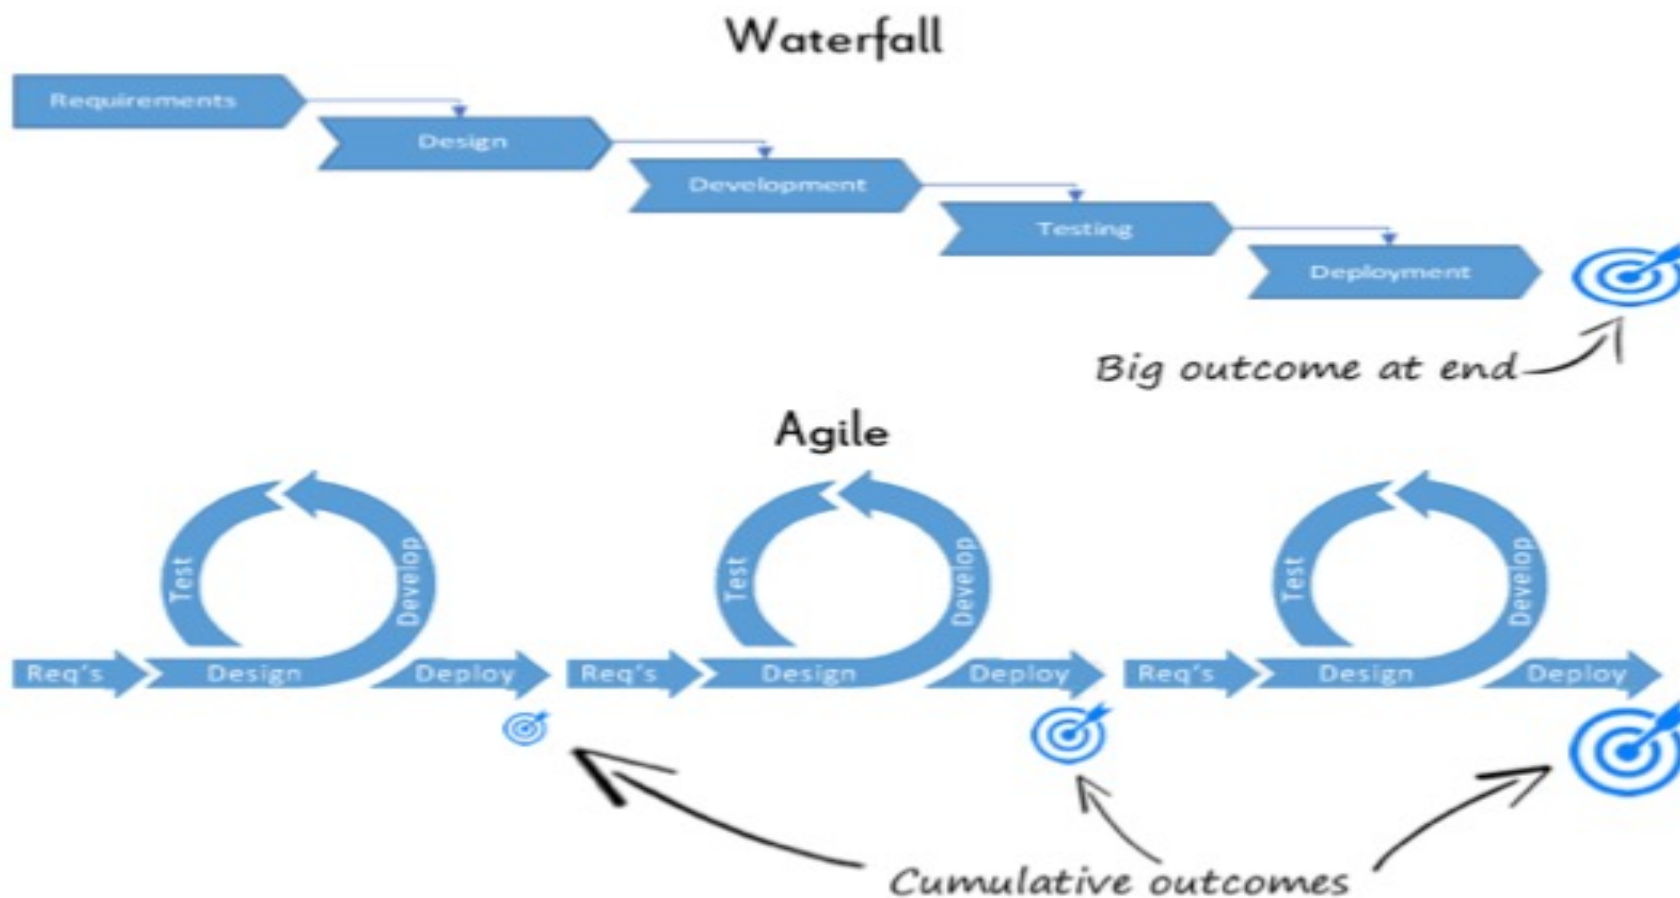 Waterfall
Requirements
Design
Development
Testing
Deployment
Big outcome at end
Agile
Test
Develop
Req's
Design
Deploy
Test
Develop
Req's
Design
Deploy
Test
Develop
Req's
Design
Deploy
Cumulative outcomes